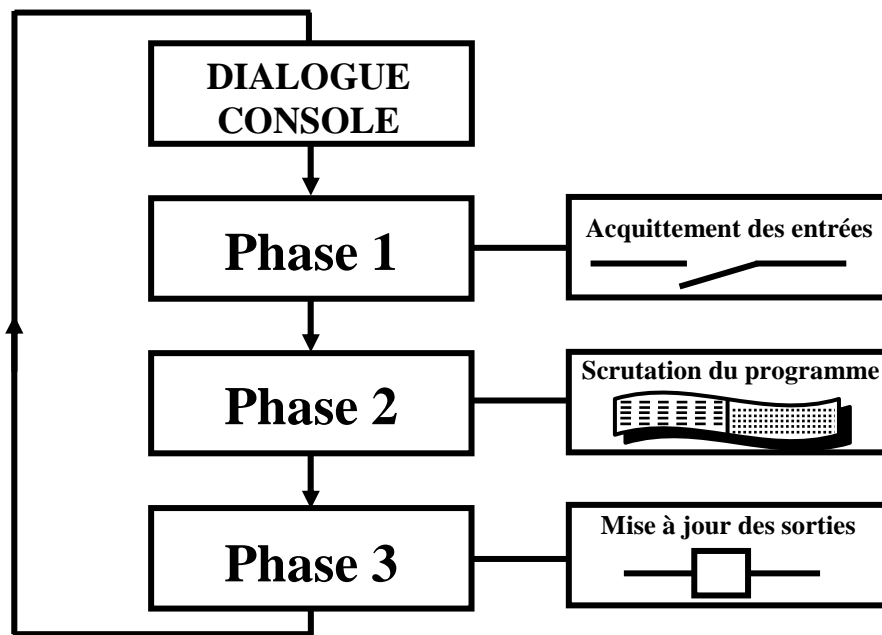 DIALOGUE
CONSOLE
Phase 1
Acquittement des entrées
Phase 2
Scrutation du programme
Phase 3
Mise à jour des sorties